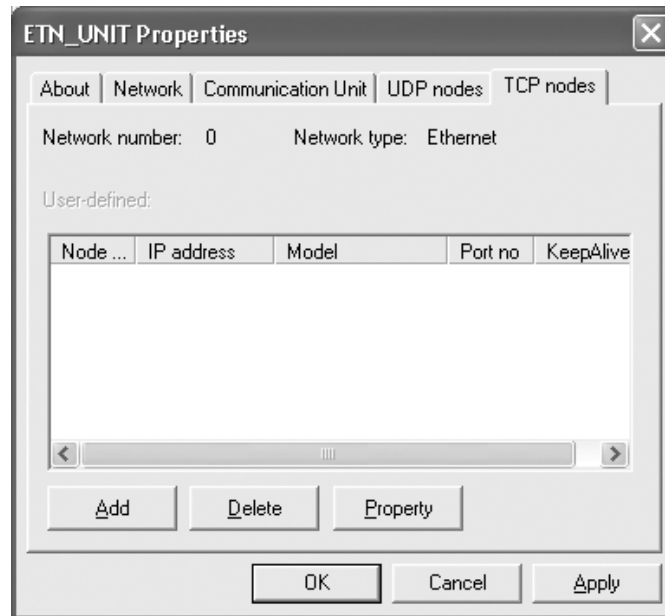 ETN_UNIT Properties
About Network Communication Unit UDP nodes TCP nodes
Network number: 0 Network type: Ethernet
User-defined:
Node ... IP address Model Port no KeepAlive
Add Delete Property
OK Cancel Apply